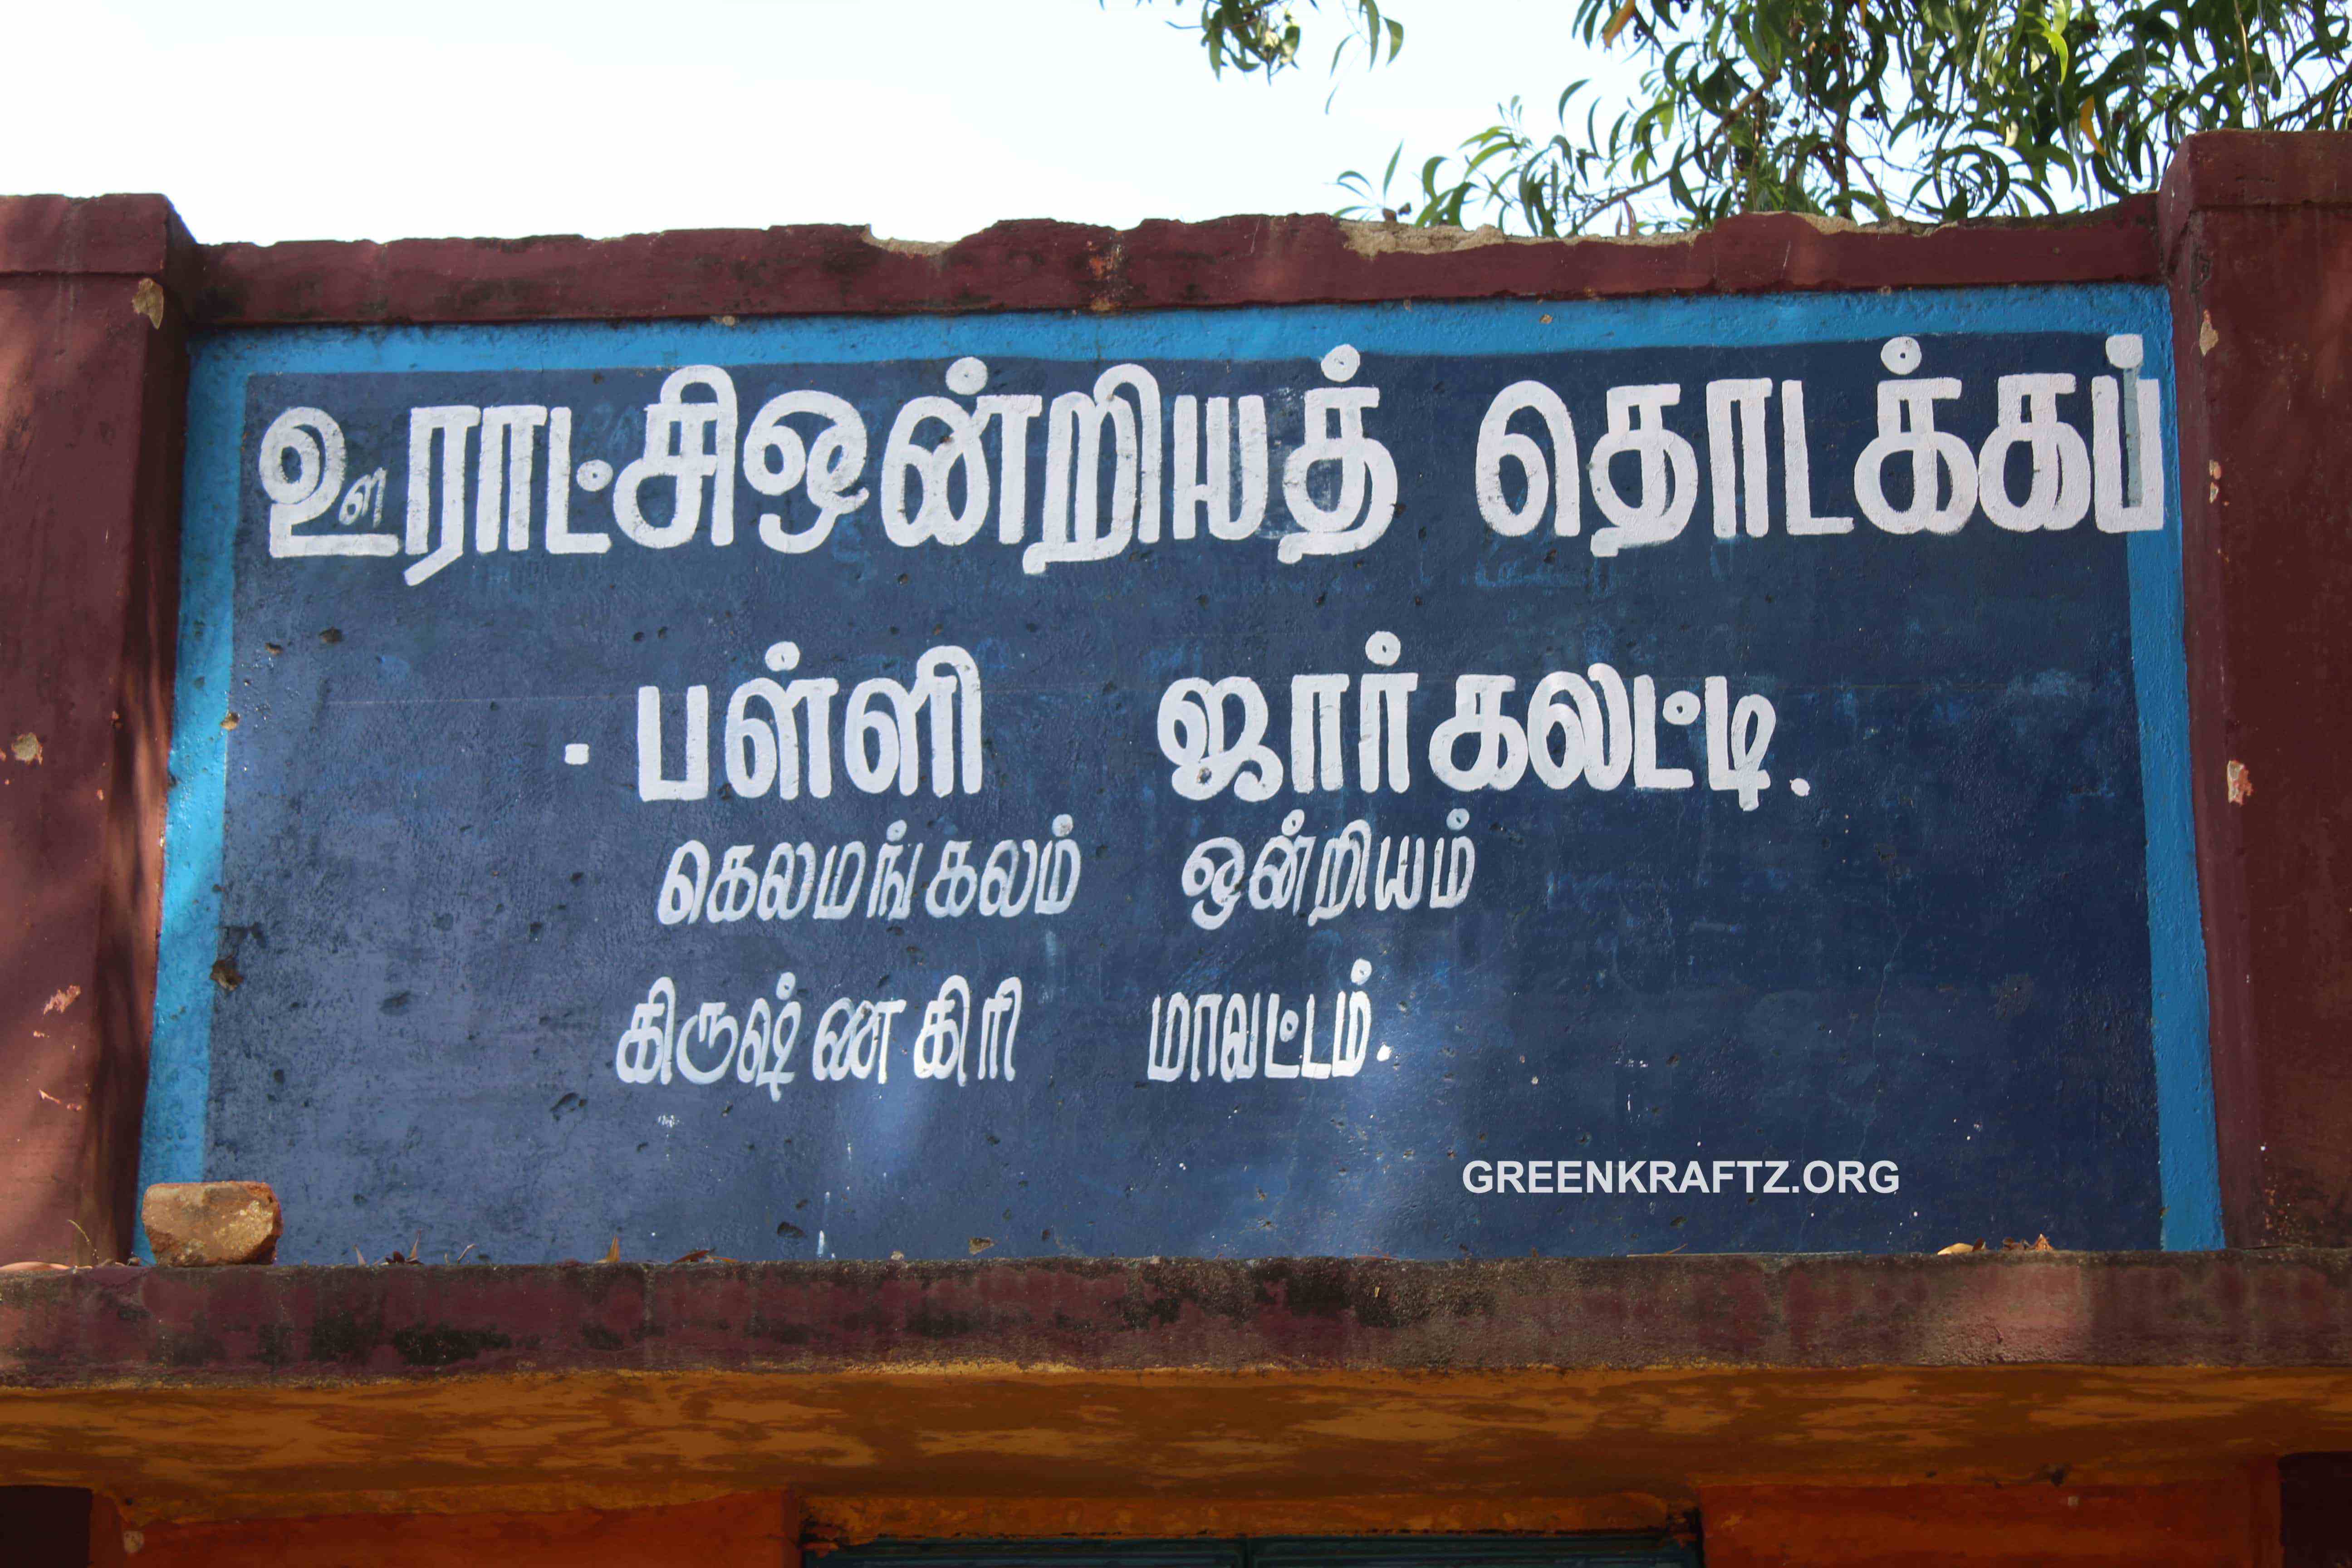 ஊராட்சிஒன்றியத் தொடக்கப்
பள்ளி ஜார்கலட்டி.
கெலமங்கலம் ஒன்றியம்
கிருஷ்ணகிரி மாவட்டம்.
GREENKRAFTZ.ORG